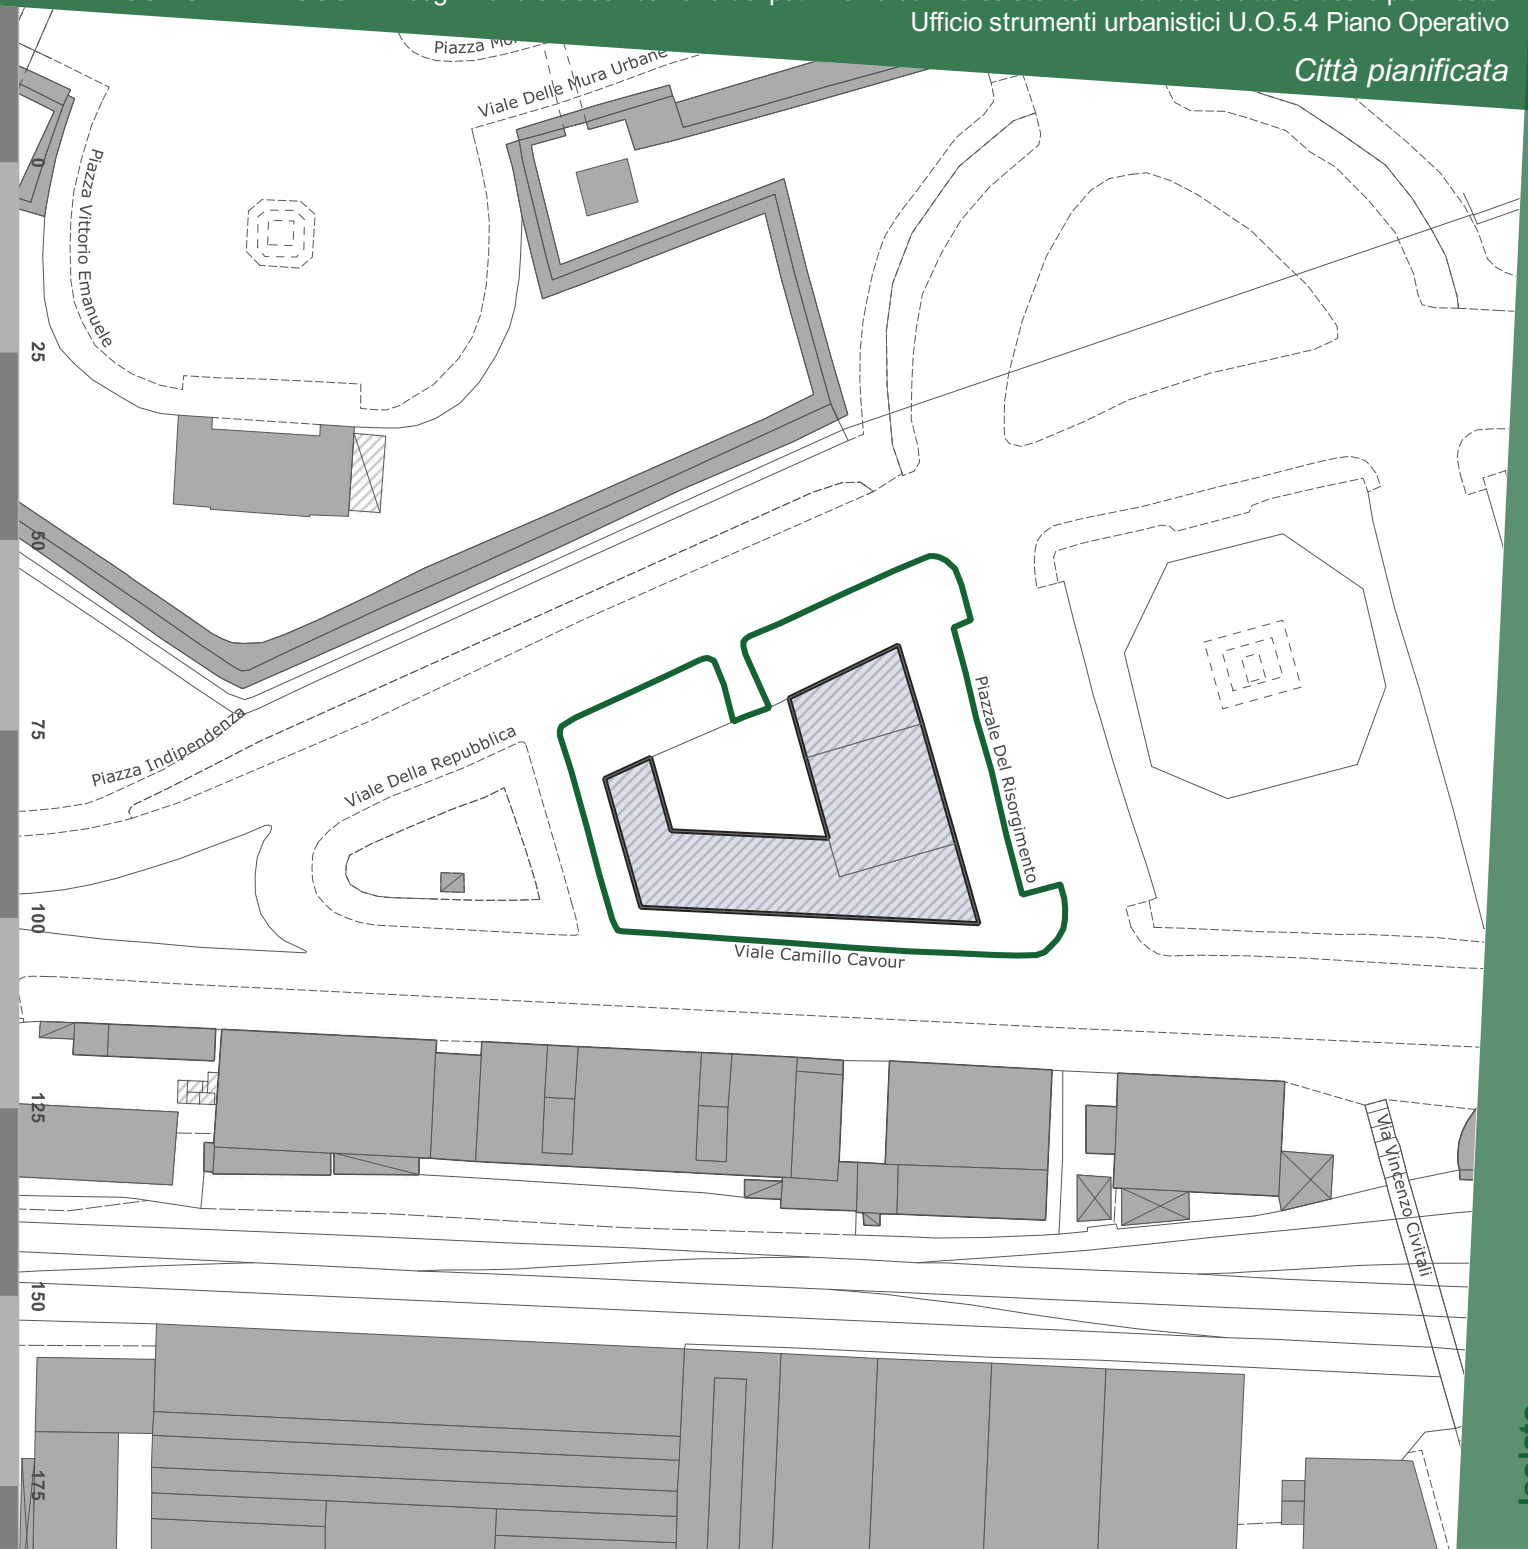 Ufficio strumenti urbanistici U.O.5.4 Piano Operativo
Città pianificata
Piazza
Viale Delle Mura Urbane
Piazza Vittorio Emanuele
0
25
50
75
100
125
150
175
Piazza Indipendenza
Viale Della Repubblica
Piazzale Del Risorgimento
Viale Camillo Cavour
Via Vincenzo Civitali